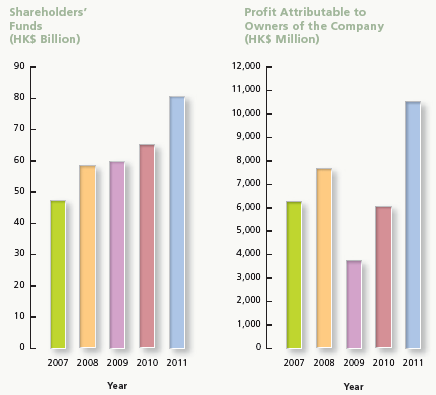 Shareholders'
Funds
(HK$ Billion)
90
80
70
60
50
40
30
20
10
0
2007 2008 2009 2010 2011
Year
Profit Attributable to
Owners of the Company
(HK$ Million)
12,000
11,000
10,000
9,000
8,000
7,000
6,000
5,000
4,000
3,000
2,000
1,000
0
2007 2008 2009 2010 2011
Year